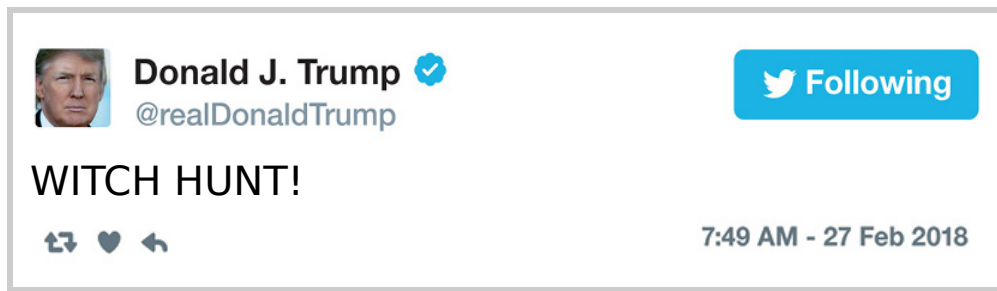 Donald J. Trump
Following
@realDonaldTrump
WITCH HUNT!
7:49 AM - 27 Feb 2018